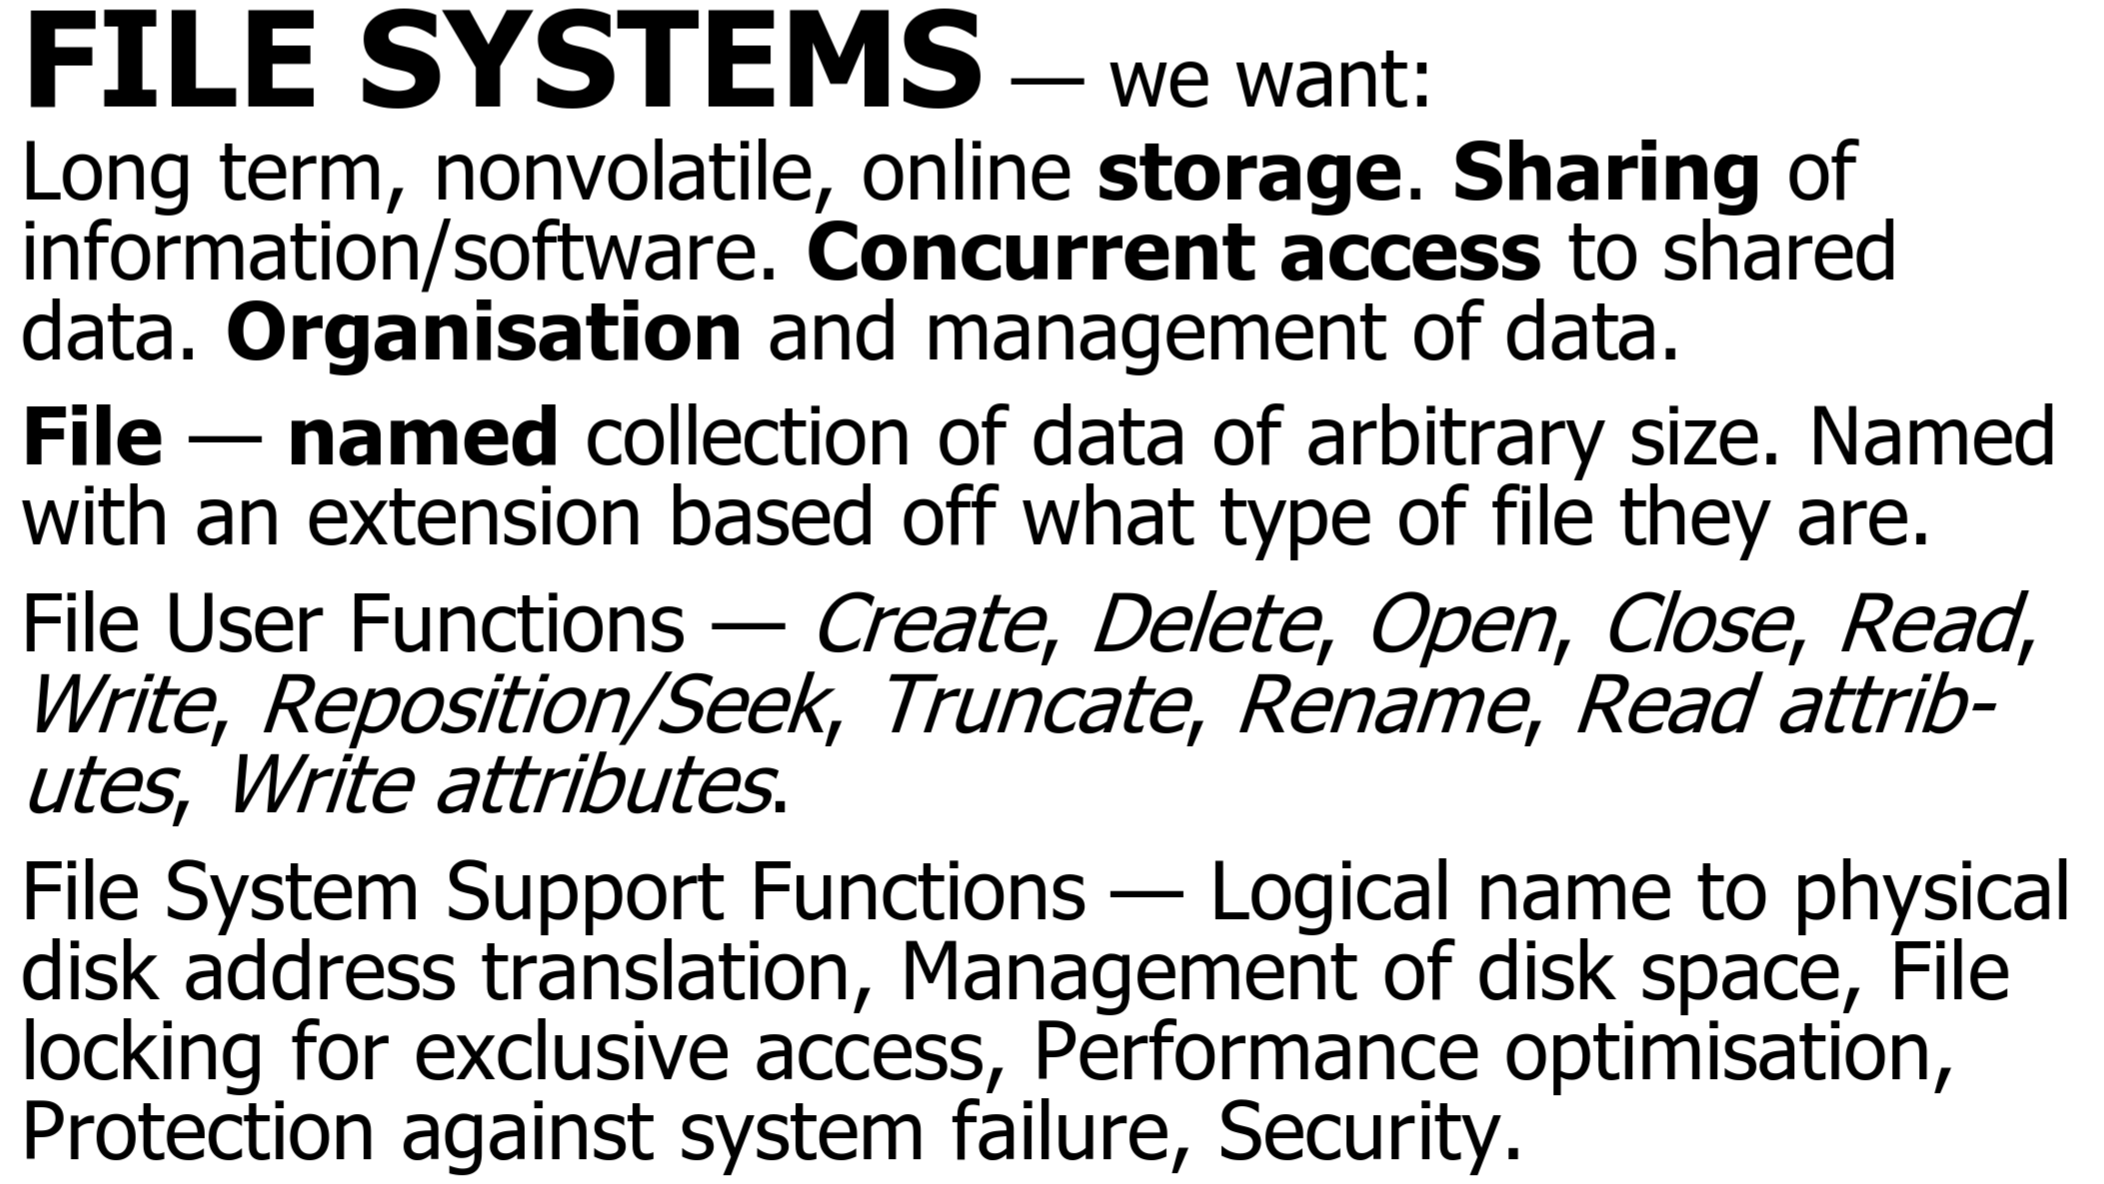 FILE SYSTEMS — we want:
Long term, nonvolatile, online storage. Sharing of
information/software. Concurrent access to shared
data. Organisation and management of data.
File — named collection of data of arbitrary size. Named
with an extension based off what type of file they are.
File User Functions — Create, Delete, Open, Close, Read,
Write, Reposition/Seek, Truncate, Rename, Read attrib-
utes, Write attributes.
File System Support Functions — Logical name to physical
disk address translation, Management of disk space, File
locking for exclusive access, Performance optimisation,
Protection against system failure, Security.